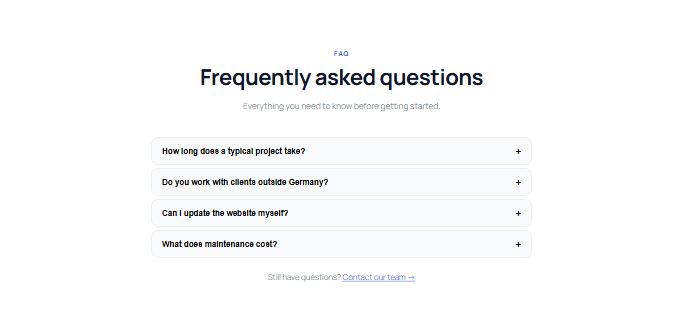 FAQ
Frequently asked questions
Everything you need to know before getting started.
How long does a typical project take? +
Do you work with clients outside Germany? +
Can I update the website myself? +
What does maintenance cost? +
Still have questions? Contact our team →